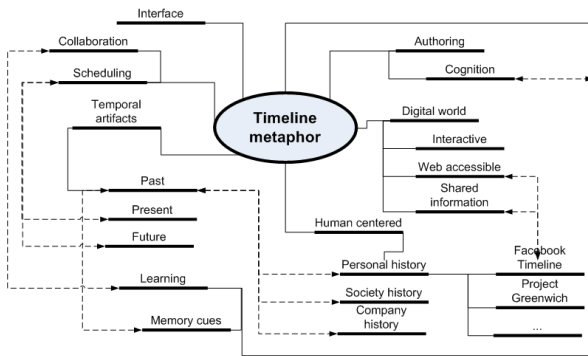 Interface
Collaboration
Scheduling
Temporal
artifacts
Past
Present
Future
Learning
Memory cues
Timeline
metaphor
Authoring
Cognition
Digital world
Interactive
Web accessible
Shared
information
Human centered
Personal history
Society history
Company
history
Facebook
Timeline
Project
Greenwich
...